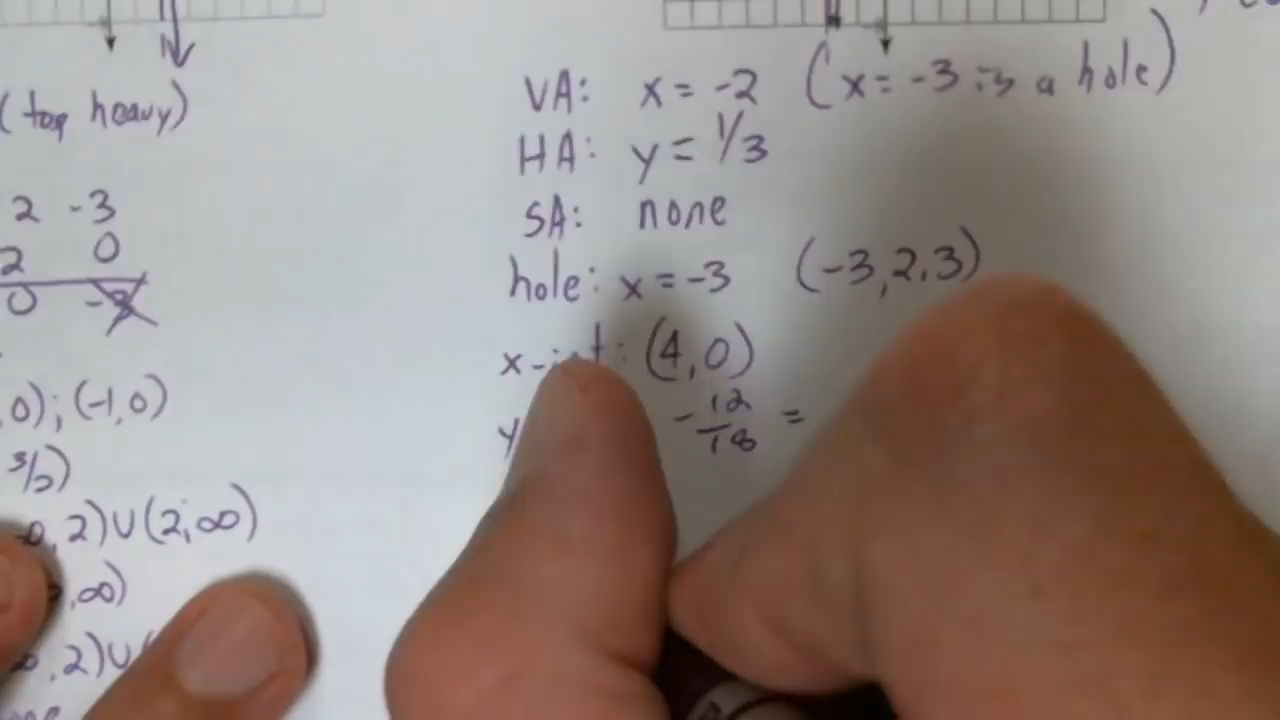 (top heavy)
2 -3
2 0
0
0); (-1,0)
3/2)
,2)∪(2,∞)
,∞)
,2)∪
VA: x = -2 (x = -3 is a hole)
HA: y = 1/3
SA: none
hole: x = -3 (-3,2.3)
x-int: (4,0)
y -12/18 =